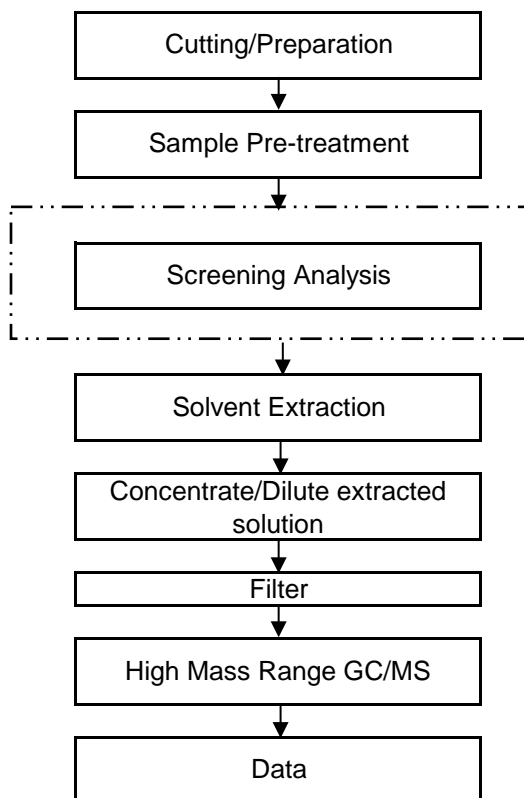 Cutting/Preparation
Sample Pre-treatment
Screening Analysis
Solvent Extraction
Concentrate/Dilute extracted
solution
Filter
High Mass Range GC/MS
Data